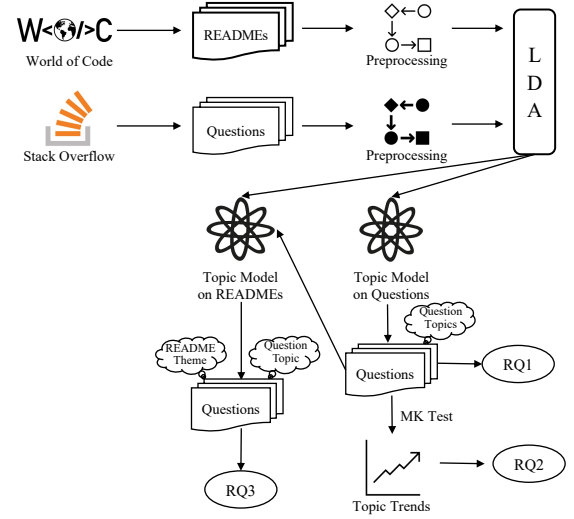 W</>C
READMEs
World of Code
Preprocessing
L
D
A
Questions
Stack Overflow
Preprocessing
Topic Model
on READMEs
Topic Model
on Questions
Question
Topics
README
Theme
Question
Topic
Questions
RQ1
Questions
MK Test
RQ3
RQ2
Topic Trends